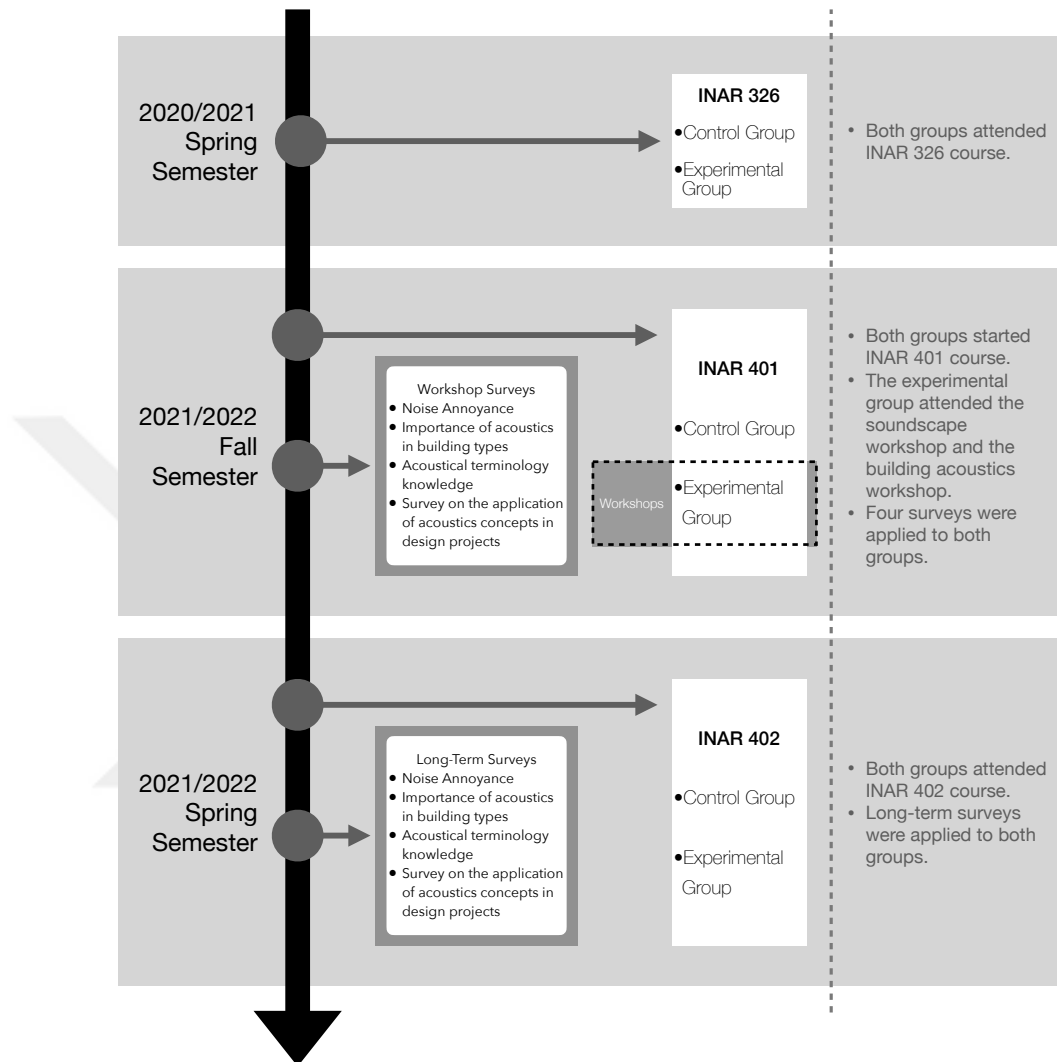 2020/2021
Spring
Semester
INAR 326
•Control Group
•Experimental
Group
• Both groups attended
INAR 326 course.
2021/2022
Fall
Semester
Workshop Surveys
• Noise Annoyance
• Importance of acoustics
in building types
• Acoustical terminology
knowledge
• Survey on the application
of acoustics concepts in
design projects
INAR 401
•Control Group
Workshops
•Experimental
Group
• Both groups started
INAR 401 course.
• The experimental
group attended the
soundscape
workshop and the
building acoustics
workshop.
• Four surveys were
applied to both
groups.
2021/2022
Spring
Semester
Long-Term Surveys
• Noise Annoyance
• Importance of acoustics
in building types
• Acoustical terminology
knowledge
• Survey on the application
of acoustics concepts in
design projects
INAR 402
•Control Group
•Experimental
Group
• Both groups attended
INAR 402 course.
• Long-term surveys
were applied to both
groups.